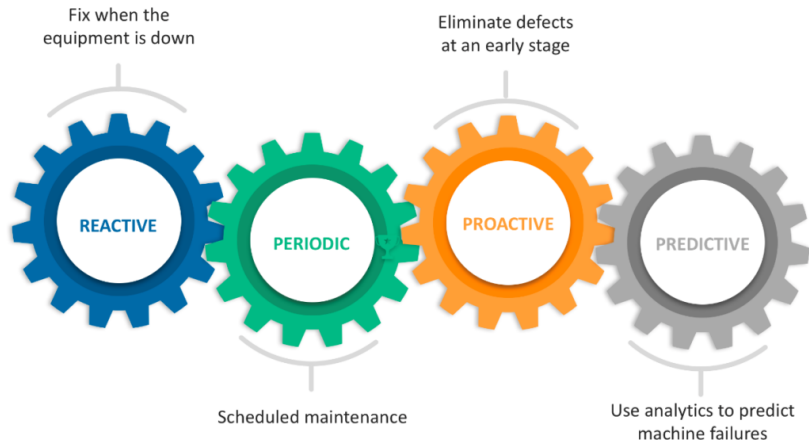 Fix when the
equipment is down
Eliminate defects
at an early stage
REACTIVE
PERIODIC
PROACTIVE
PREDICTIVE
Scheduled maintenance
Use analytics to predict
machine failures